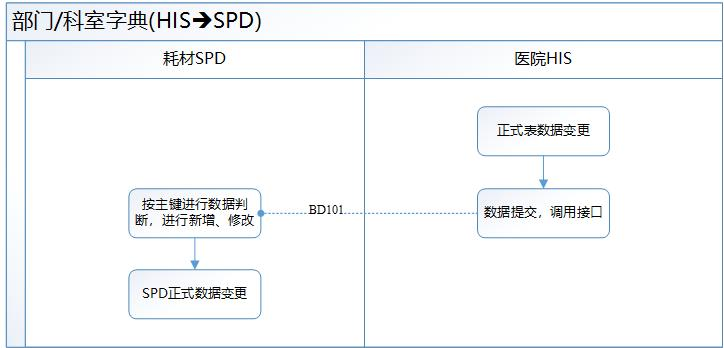 部门/科室字典(HIS→SPD)
耗材SPD
医院HIS
正式表数据变更
按主键进行数据判
断，进行新增、修改
BD101
数据提交，调用接口
SPD正式数据变更